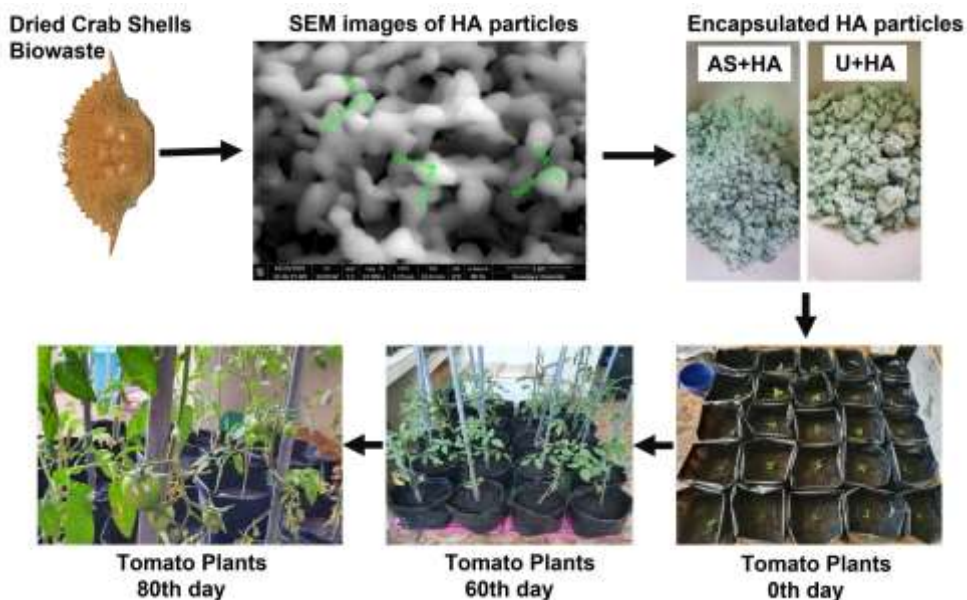 Dried Crab Shells
Biowaste
SEM images of HA particles
Encapsulated HA particles
AS+HA
U+HA
Tomato Plants
80th day
Tomato Plants
60th day
Tomato Plants
0th day